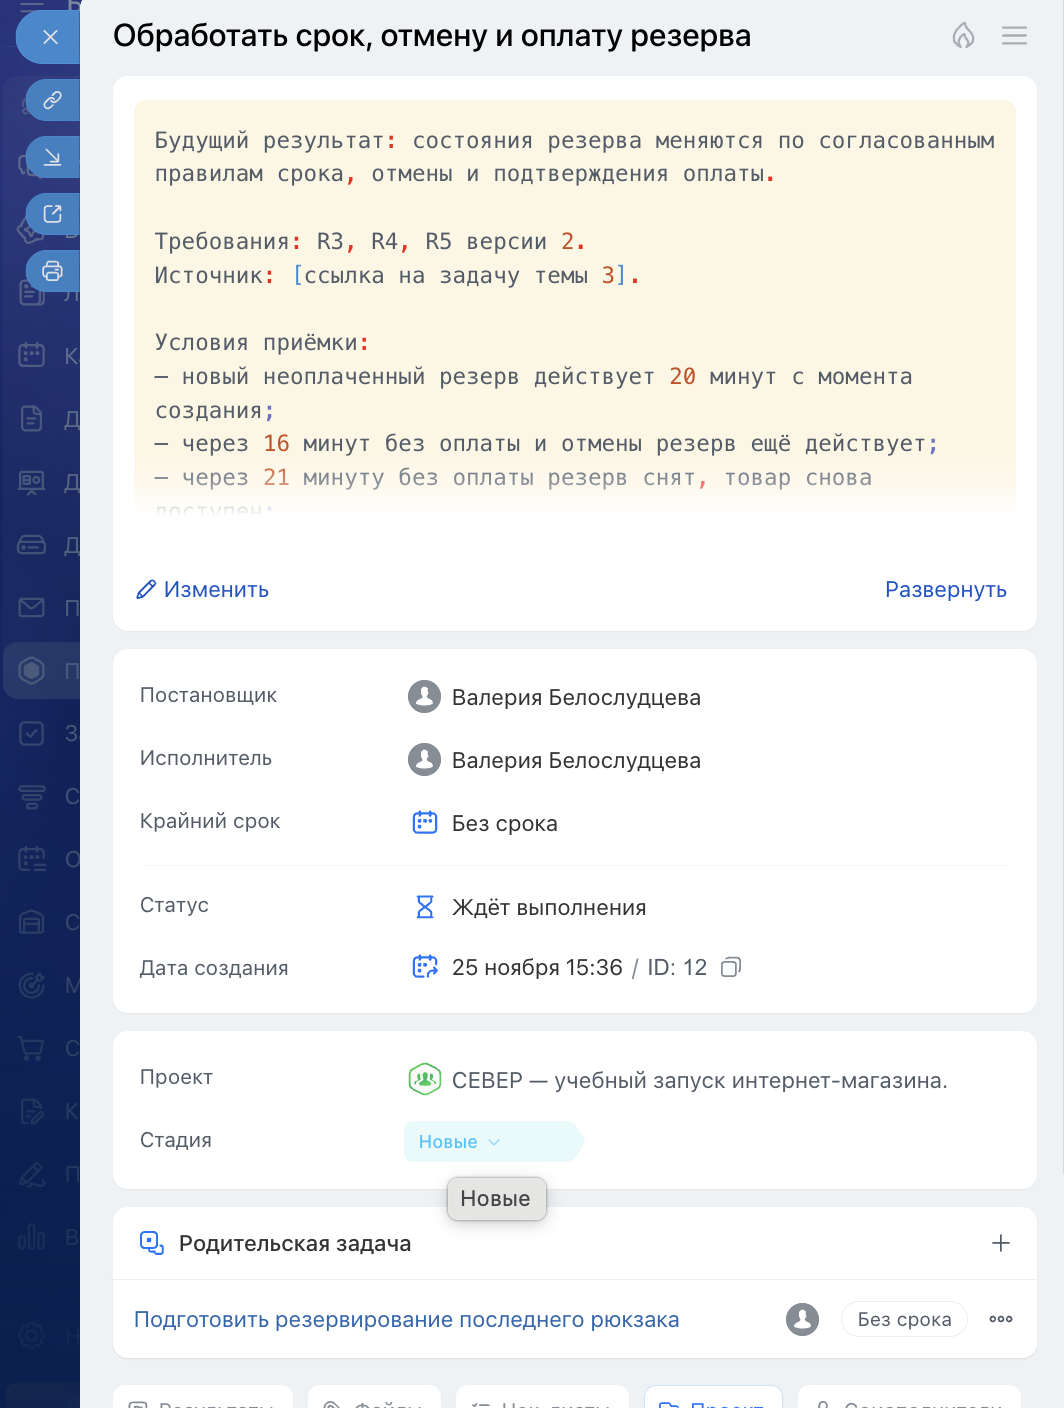 Обработать срок, отмену и оплату резерва
Будущий результат: состояния резерва меняются по согласованным
правилам срока, отмены и подтверждения оплаты.
Требования: R3, R4, R5 версии 2.
Источник: [ссылка на задачу темы 3].
Условия приёмки:
— новый неоплаченный резерв действует 20 минут с момента
создания;
— через 16 минут без оплаты и отмены резерв ещё действует;
— через 21 минуту без оплаты резерв снят, товар снова
доступен;
Изменить
Развернуть
Постановщик
Валерия Белослудцева
Исполнитель
Валерия Белослудцева
Крайний срок
Без срока
Статус
Ждёт выполнения
Дата создания
25 ноября 15:36 / ID: 12
Проект
СЕВЕР — учебный запуск интернет-магазина.
Стадия
Новые
Новые
Родительская задача
Подготовить резервирование последнего рюкзака
Без срока